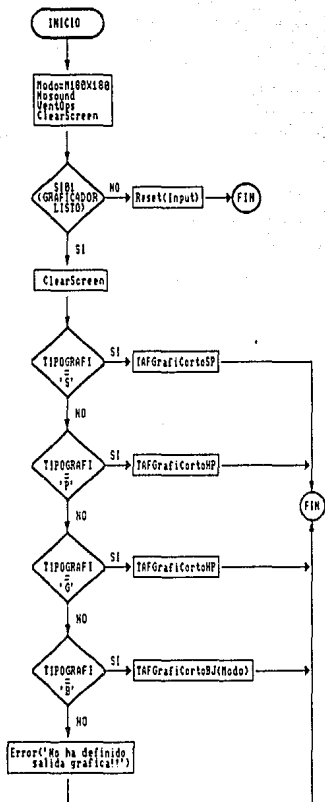 INICIO
Modo=M180X180
Nosound
VentOps
ClearScreen
S101
(GRAFICADOR
LISTO)
NO
Reset(Input)
FIN
SI
ClearScreen
TIPOGRAFI
=
'S'
SI
TAFGrafiCortoSP
NO
TIPOGRAFI
=
'P'
SI
TAFGrafiCortoHP
FIN
NO
TIPOGRAFI
=
'G'
SI
TAFGrafiCortoHP
NO
TIPOGRAFI
=
'B'
SI
TAFGrafiCortoBJ(Modo)
NO
Error('No ha definido
salida grafica!!')